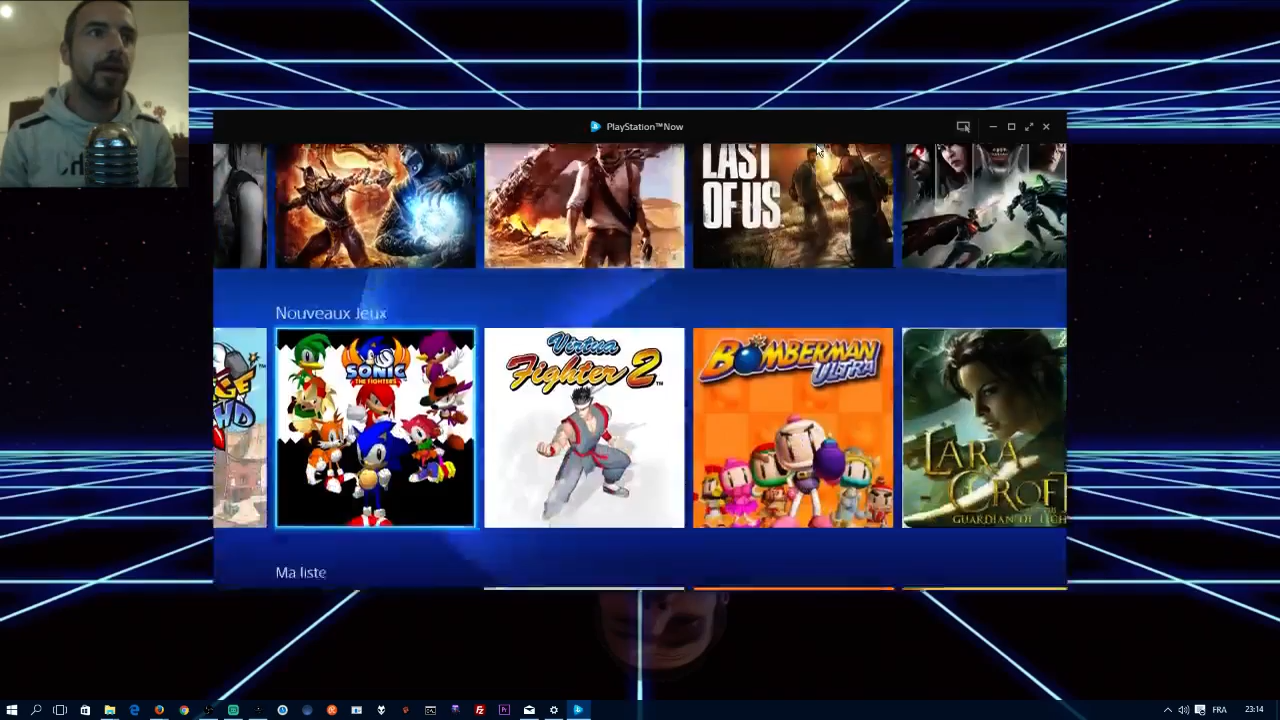 PlayStation™Now
LAST
OF US
Nouveaux Jeux
SONIC
THE FIGHTERS
Virtua
Fighter 2™
BOMBERMAN
ULTRA
LARA
CROF
GUARDIAN OF
Ma liste
FRA
23:14